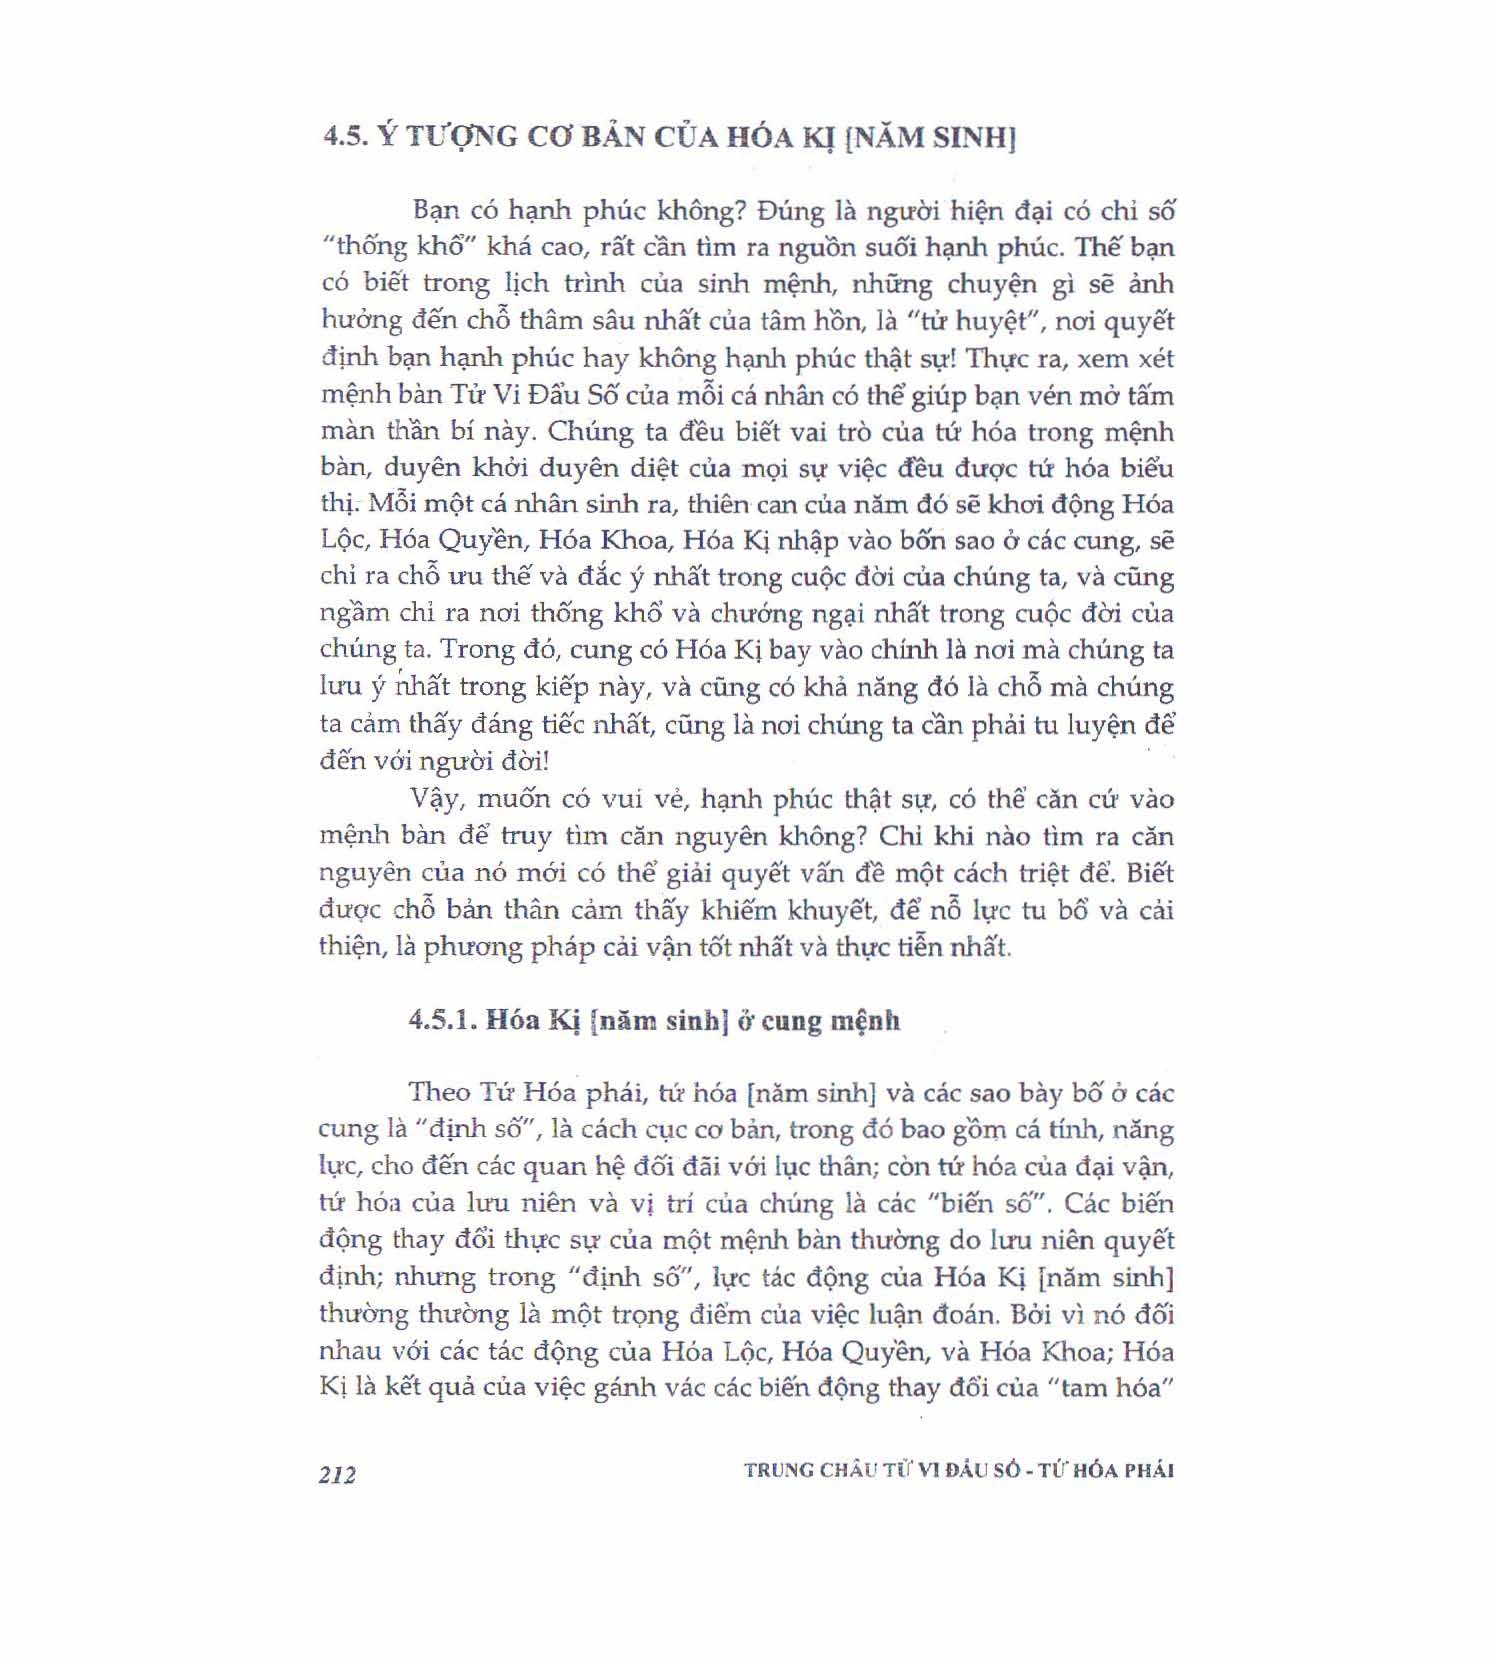 4.5. Ý TƯỢNG CƠ BẢN CỦA HÓA KỊ [NĂM SINH]
Bạn có hạnh phúc không? Đúng là người hiện đại có chỉ số
"thống khổ" khá cao, rất cần tìm ra nguồn suối hạnh phúc. Thế bạn
có biết trong lịch trình của sinh mệnh, những chuyện gì sẽ ảnh
hưởng đến chỗ thâm sâu nhất của tâm hồn, là "tử huyệt", nơi quyết
định bạn hạnh phúc hay không hạnh phúc thật sự! Thực ra, xem xét
mệnh bàn Tử Vi Đẩu Số của mỗi cá nhân có thể giúp bạn vén mở tấm
màn thần bí này. Chúng ta đều biết vai trò của tứ hóa trong mệnh
bàn, duyên khởi duyên diệt của mọi sự việc đều được tứ hóa biểu
thị. Mỗi một cá nhân sinh ra, thiên can của năm đó sẽ khơi động Hóa
Lộc, Hóa Quyền, Hóa Khoa, Hóa Kị nhập vào bốn sao ở các cung, sẽ
chỉ ra chỗ ưu thế và đắc ý nhất trong cuộc đời của chúng ta, và cũng
ngầm chỉ ra nơi thống khổ và chướng ngại nhất trong cuộc đời của
chúng ta. Trong đó, cung có Hóa Kị bay vào chính là nơi mà chúng ta
lưu ý nhất trong kiếp này, và cũng có khả năng đó là chỗ mà chúng
ta cảm thấy đáng tiếc nhất, cũng là nơi chúng ta cần phải tu luyện để
đến với người đời!
Vậy, muốn có vui vẻ, hạnh phúc thật sự, có thể căn cứ vào
mệnh bàn để truy tìm căn nguyên không? Chỉ khi nào tìm ra căn
nguyên của nó mới có thể giải quyết vấn đề một cách triệt để. Biết
được chỗ bản thân cảm thấy khiếm khuyết, để nỗ lực tu bổ và cải
thiện, là phương pháp cải vận tốt nhất và thực tiễn nhất.
4.5.1. Hóa Kị [năm sinh] ở cung mệnh
Theo Tứ Hóa phái, tứ hóa [năm sinh] và các sao bày bố ở các
cung là "định số", là cách cục cơ bản, trong đó bao gồm cá tính, năng
lực, cho đến các quan hệ đối đãi với lục thân; còn tứ hóa của đại vận,
tứ hóa của lưu niên và vị trí của chúng là các "biến số". Các biến
động thay đổi thực sự của một mệnh bàn thường do lưu niên quyết
định; nhưng trong "định số", lực tác động của Hóa Kị [năm sinh]
thường thường là một trọng điểm của việc luận đoán. Bởi vì nó đối
nhau với các tác động của Hóa Lộc, Hóa Quyền, và Hóa Khoa; Hóa
Kị là kết quả của việc gánh vác các biến động thay đổi của "tam hóa"
212
TRUNG CHÂU TỬ VI ĐẨU SỐ - TỨ HÓA PHÁI